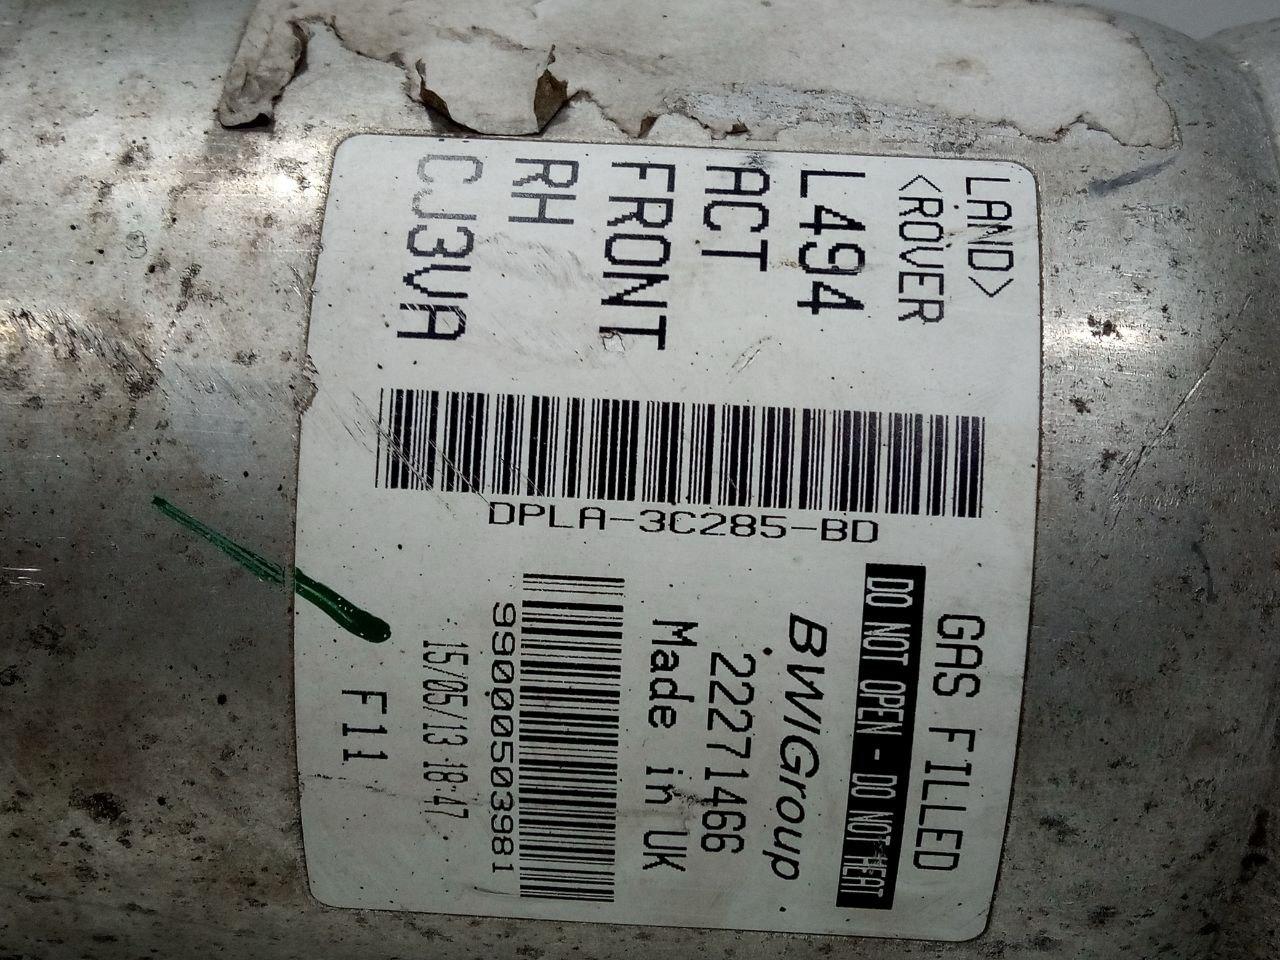 LAND>
<ROVER
L494
ACT
FRONT
RH
CJ3VA
DPLA-3C285-BD
GAS FILLED
DO NOT OPEN - DO NOT HEAT
BWIGroup
22271466
Made in UK
990000503981
15/05/13 18:47
F11